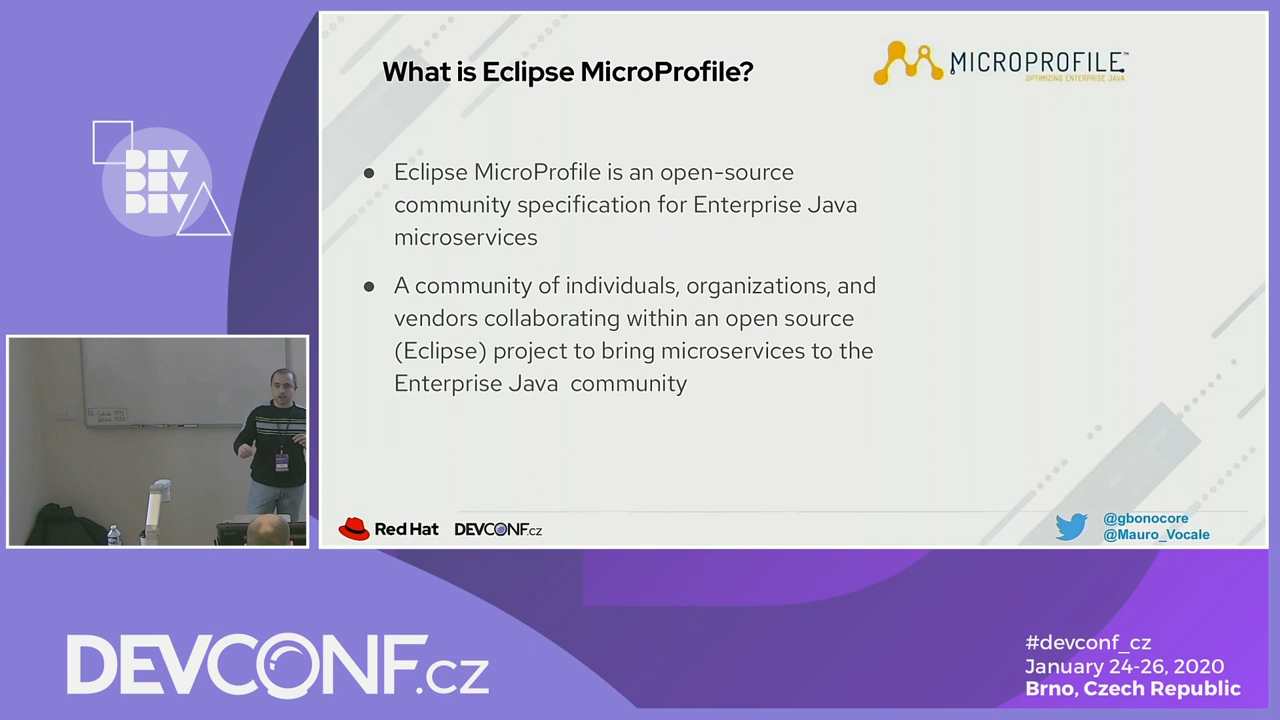 What is Eclipse MicroProfile?
MICROPROFILE™
OPTIMIZING ENTERPRISE JAVA
● Eclipse MicroProfile is an open-source
community specification for Enterprise Java
microservices
● A community of individuals, organizations, and
vendors collaborating within an open source
(Eclipse) project to bring microservices to the
Enterprise Java community
Red Hat
DEVCONF.cz
@gbonocore
@Mauro_Vocale
DEV
DEV
DEV
DEVCONF.cz
#devconf_cz
January 24-26, 2020
Brno, Czech Republic